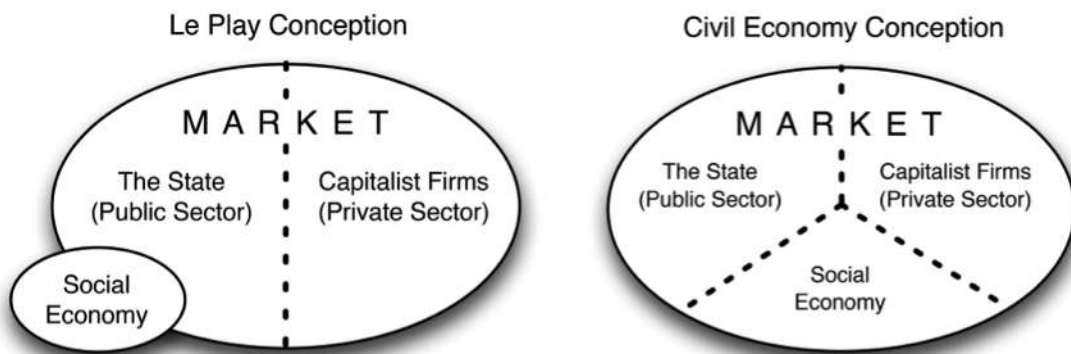 Le Play Conception
MARKET
The State
(Public Sector)
Capitalist Firms
(Private Sector)
Social
Economy
Civil Economy Conception
MARKET
The State
(Public Sector)
Capitalist Firms
(Private Sector)
Social
Economy